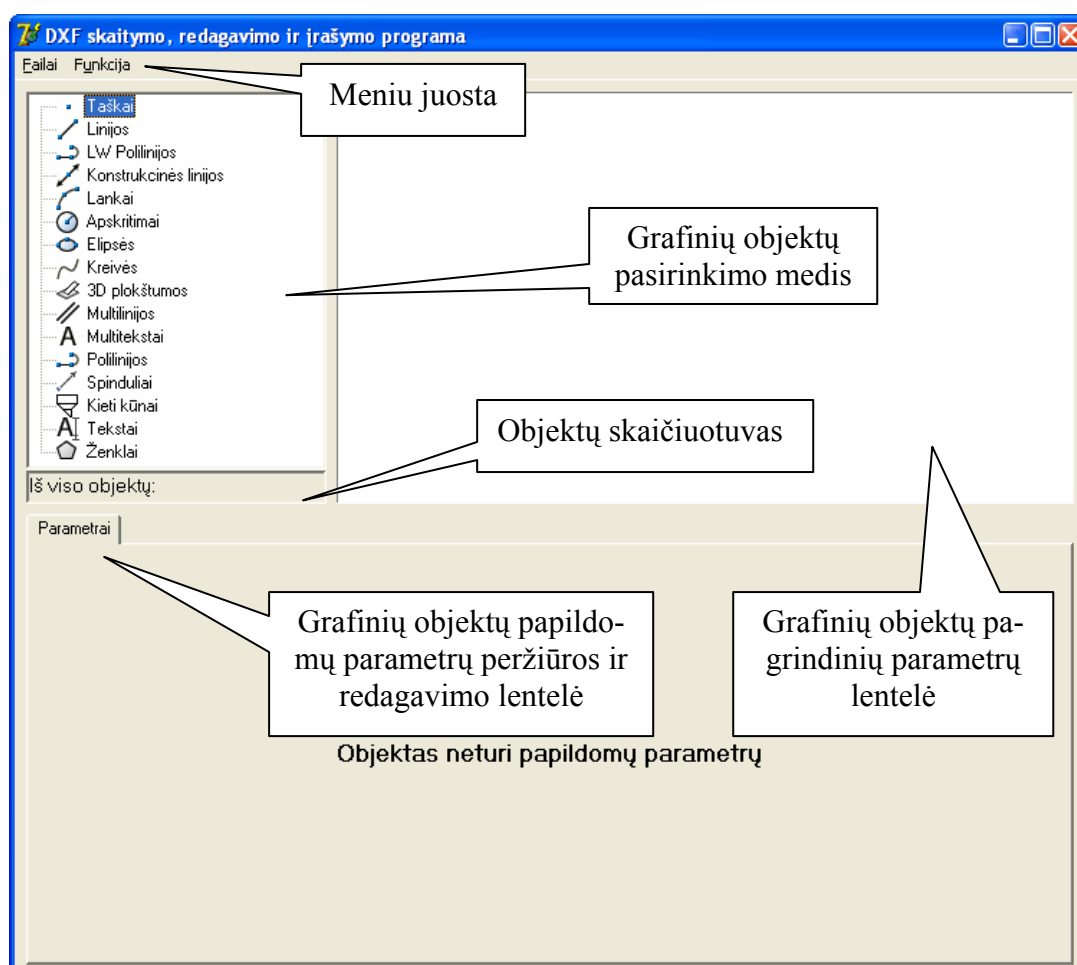 DXF skaitymo, redagavimo ir įrašymo programa
Failai Funkcija
Meniu juosta
Taškai
Linijos
LW Polilinijos
Konstrukcinės linijos
Lankai
Apskritimai
Elipsės
Kreivės
3D plokštumos
Multilinijos
Multitekstai
Polilinijos
Spinduliai
Kieti kūnai
Tekstai
Ženklai
Grafinių objektų
pasirinkimo medis
Objektų skaičiuotuvas
Iš viso objektų:
Parametrai
Grafinių objektų papildo-
mų parametrų peržiūros ir
redagavimo lentelė
Grafinių objektų pa-
grindinių parametrų
lentelė
Objektas neturi papildomų parametrų